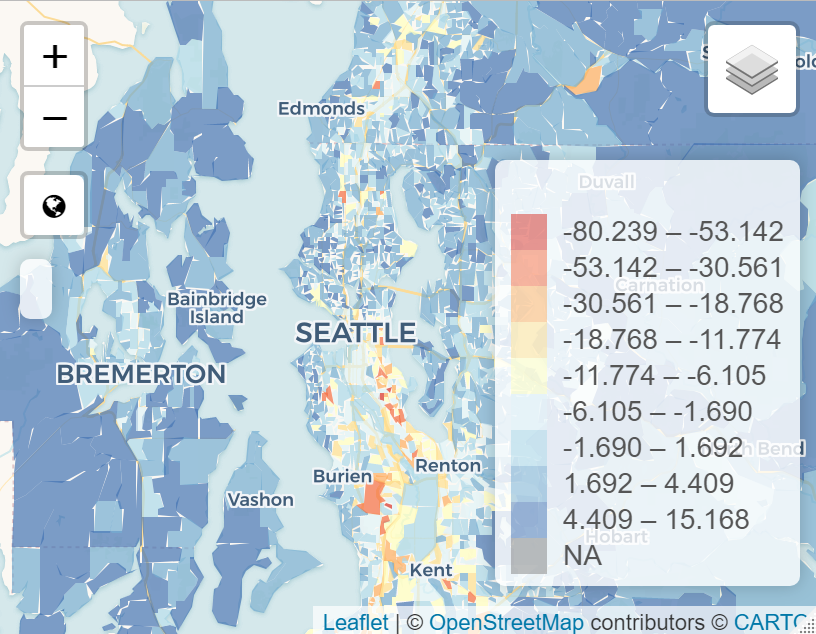 +
−
Edmonds
Duvall
Carnation
Bainbridge
Island
SEATTLE
BREMERTON
Burien
Renton
Vashon
Kent
Hobart
-80.239 – -53.142
-53.142 – -30.561
-30.561 – -18.768
-18.768 – -11.774
-11.774 – -6.105
-6.105 – -1.690
-1.690 – 1.692
1.692 – 4.409
4.409 – 15.168
NA
Bend
Leaflet | © OpenStreetMap contributors © CARTO